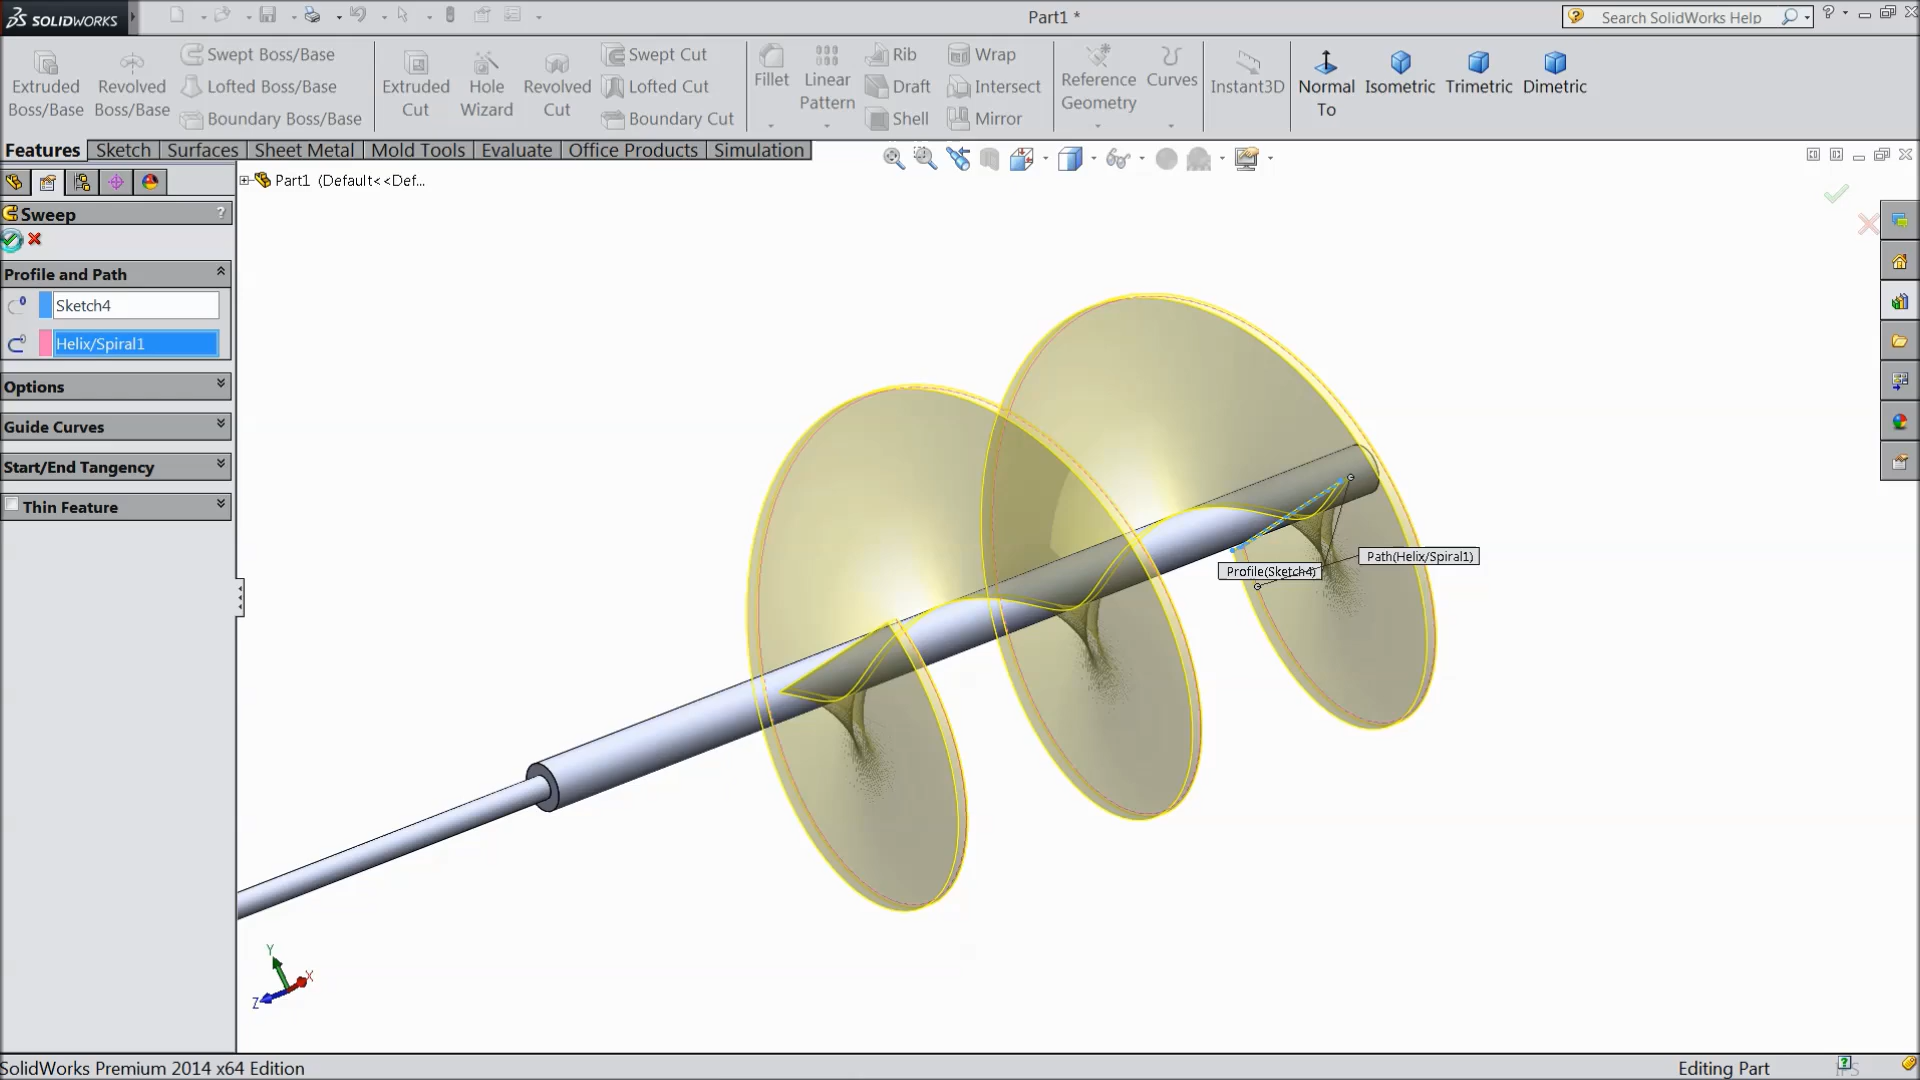 SOLIDWORKS
Part1 *
Search SolidWorks Help
Extruded Boss/Base
Revolved Boss/Base
Swept Boss/Base
Lofted Boss/Base
Boundary Boss/Base
Extruded Cut
Hole Wizard
Revolved Cut
Swept Cut
Lofted Cut
Boundary Cut
Fillet
Linear Pattern
Rib
Draft
Shell
Wrap
Intersect
Mirror
Reference Geometry
Curves
Instant3D
Normal To
Isometric
Trimetric
Dimetric
Features
Sketch
Surfaces
Sheet Metal
Mold Tools
Evaluate
Office Products
Simulation
Part1 (Default<<Def...
Sweep
?
Profile and Path
Sketch4
Helix/Spiral1
Options
Guide Curves
Start/End Tangency
Thin Feature
Profile(Sketch4)
Path(Helix/Spiral1)
Y
X
Z
SolidWorks Premium 2014 x64 Edition
Editing Part
IPS